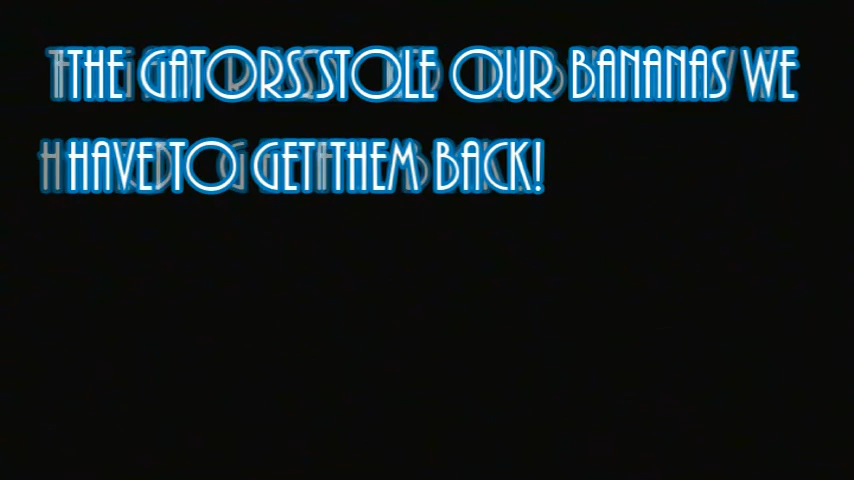 THE GATORS STOLE OUR BANANAS WE
HAVE TO GET THEM BACK!